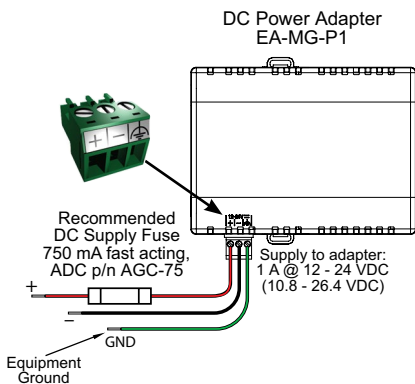 DC Power Adapter
EA-MG-P1
+ −
Recommended
DC Supply Fuse
750 mA fast acting,
ADC p/n AGC-75
Supply to adapter:
1 A @ 12 - 24 VDC
(10.8 - 26.4 VDC)
+
−
GND
Equipment
Ground